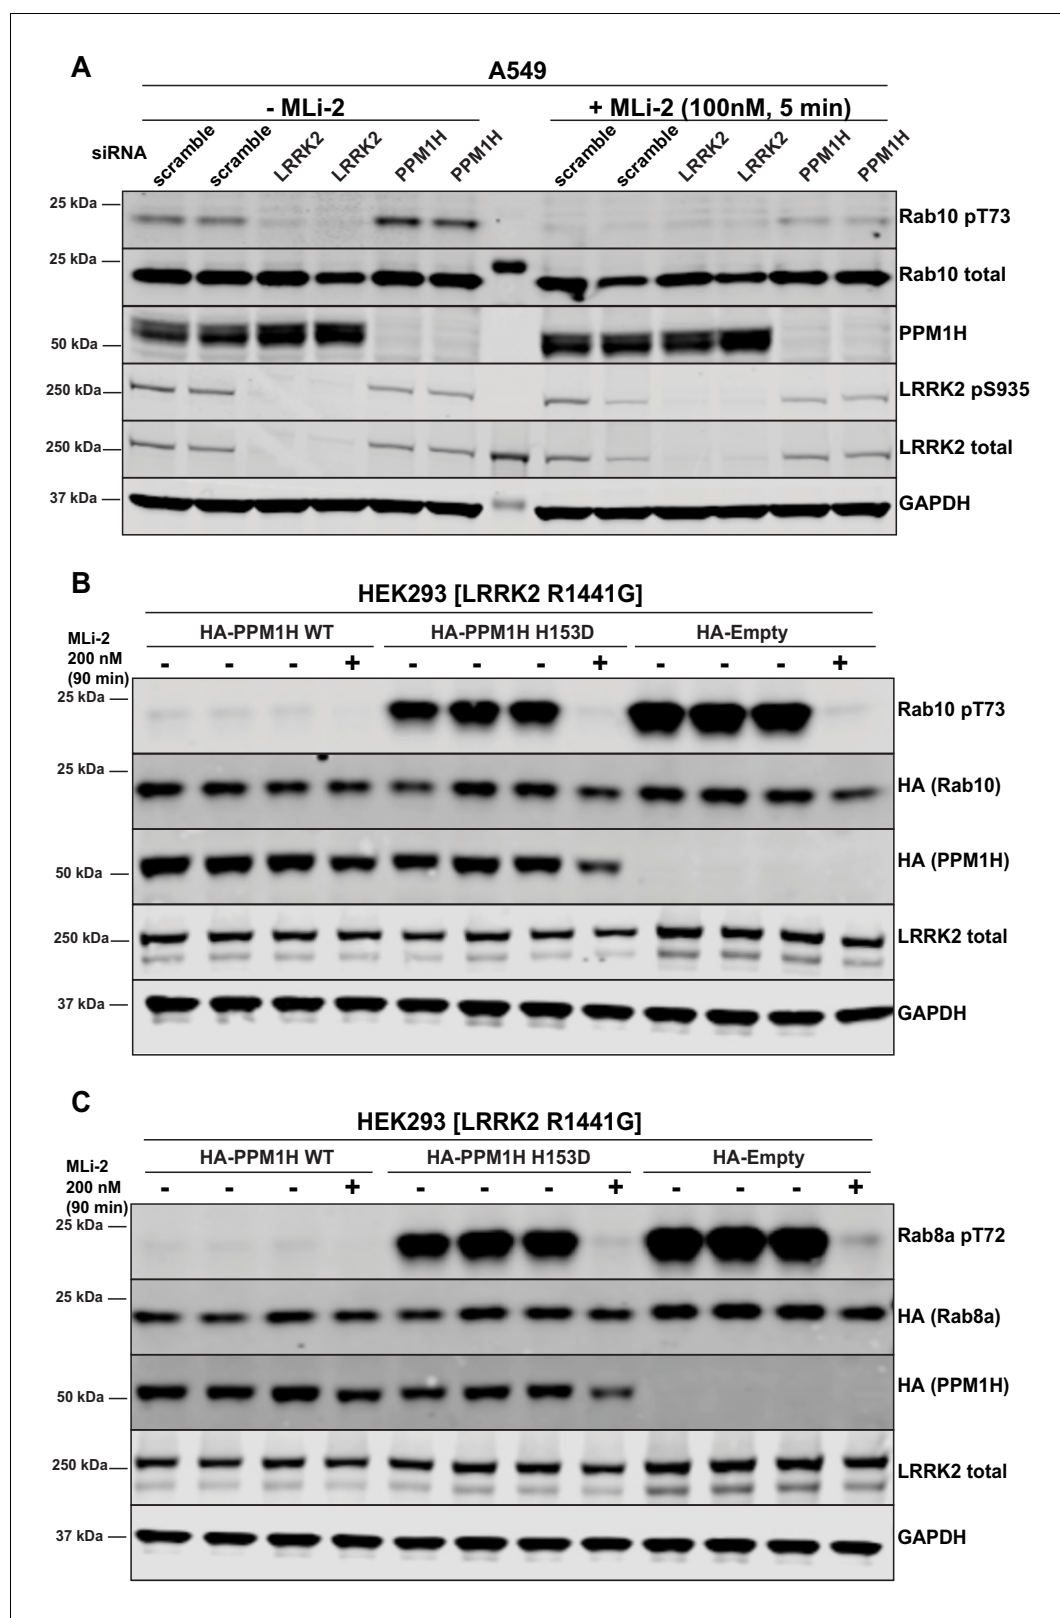 A
A549
- MLi-2
+ MLi-2 (100nM, 5 min)
siRNA
scramble scramble LRRK2 LRRK2 PPM1H PPM1H scramble scramble LRRK2 LRRK2 PPM1H PPM1H
25 kDa
Rab10 pT73
25 kDa
Rab10 total
PPM1H
50 kDa
LRRK2 pS935
250 kDa
LRRK2 total
250 kDa
37 kDa
GAPDH
B
HEK293 [LRRK2 R1441G]
HA-PPM1H WT HA-PPM1H H153D HA-Empty
MLi-2
200 nM - - - + - - - + - - - +
(90 min)
25 kDa
Rab10 pT73
25 kDa
HA (Rab10)
HA (PPM1H)
50 kDa
250 kDa
LRRK2 total
37 kDa
GAPDH
C
HEK293 [LRRK2 R1441G]
HA-PPM1H WT HA-PPM1H H153D HA-Empty
MLi-2
200 nM - - - + - - - + - - - +
(90 min)
25 kDa
Rab8a pT72
25 kDa
HA (Rab8a)
HA (PPM1H)
50 kDa
250 kDa
LRRK2 total
37 kDa
GAPDH